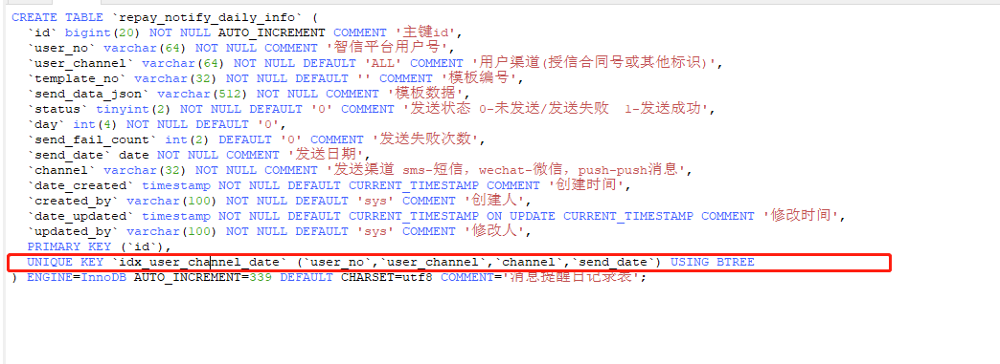 CREATE TABLE `repay_notify_daily_info` (
`id` bigint(20) NOT NULL AUTO_INCREMENT COMMENT '主键id',
`user_no` varchar(64) NOT NULL COMMENT '智信平台用户号',
`user_channel` varchar(64) NOT NULL DEFAULT 'ALL' COMMENT '用户渠道(授信合同号或其他标识)',
`template_no` varchar(32) NOT NULL DEFAULT '' COMMENT '模板编号',
`send_data_json` varchar(512) NOT NULL COMMENT '模板数据',
`status` tinyint(2) NOT NULL DEFAULT '0' COMMENT '发送状态 0-未发送/发送失败  1-发送成功',
`day` int(4) NOT NULL DEFAULT '0',
`send_fail_count` int(2) DEFAULT '0' COMMENT '发送失败次数',
`send_date` date NOT NULL COMMENT '发送日期',
`channel` varchar(32) NOT NULL COMMENT '发送渠道 sms-短信，wechat-微信，push-push消息',
`date_created` timestamp NOT NULL DEFAULT CURRENT_TIMESTAMP COMMENT '创建时间',
`created_by` varchar(100) NOT NULL DEFAULT 'sys' COMMENT '创建人',
`date_updated` timestamp NOT NULL DEFAULT CURRENT_TIMESTAMP ON UPDATE CURRENT_TIMESTAMP COMMENT '修改时间',
`updated_by` varchar(100) NOT NULL DEFAULT 'sys' COMMENT '修改人',
PRIMARY KEY (`id`),
UNIQUE KEY `idx_user_channel_date` (`user_no`,`user_channel`,`channel`,`send_date`) USING BTREE
) ENGINE=InnoDB AUTO_INCREMENT=339 DEFAULT CHARSET=utf8 COMMENT='消息提醒日记录表';